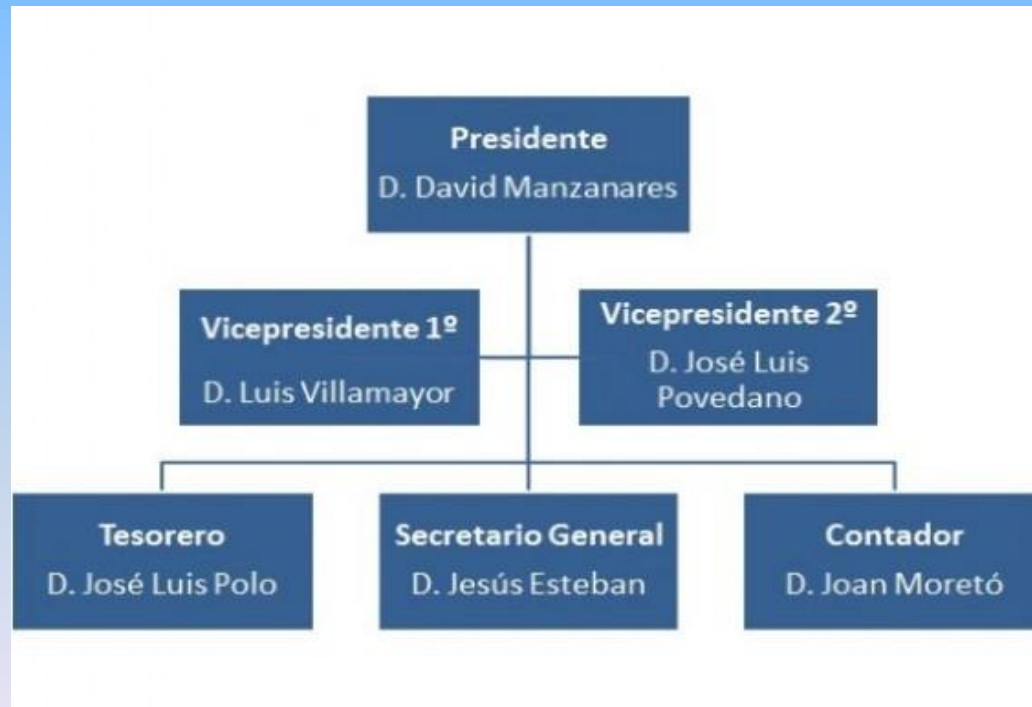 Presidente
D. David Manzanares
Vicepresidente 1º
D. Luis Villamayor
Vicepresidente 2º
D. José Luis
Povedano
Tesorero
D. José Luis Polo
Secretario General
D. Jesús Esteban
Contador
D. Joan Moretó